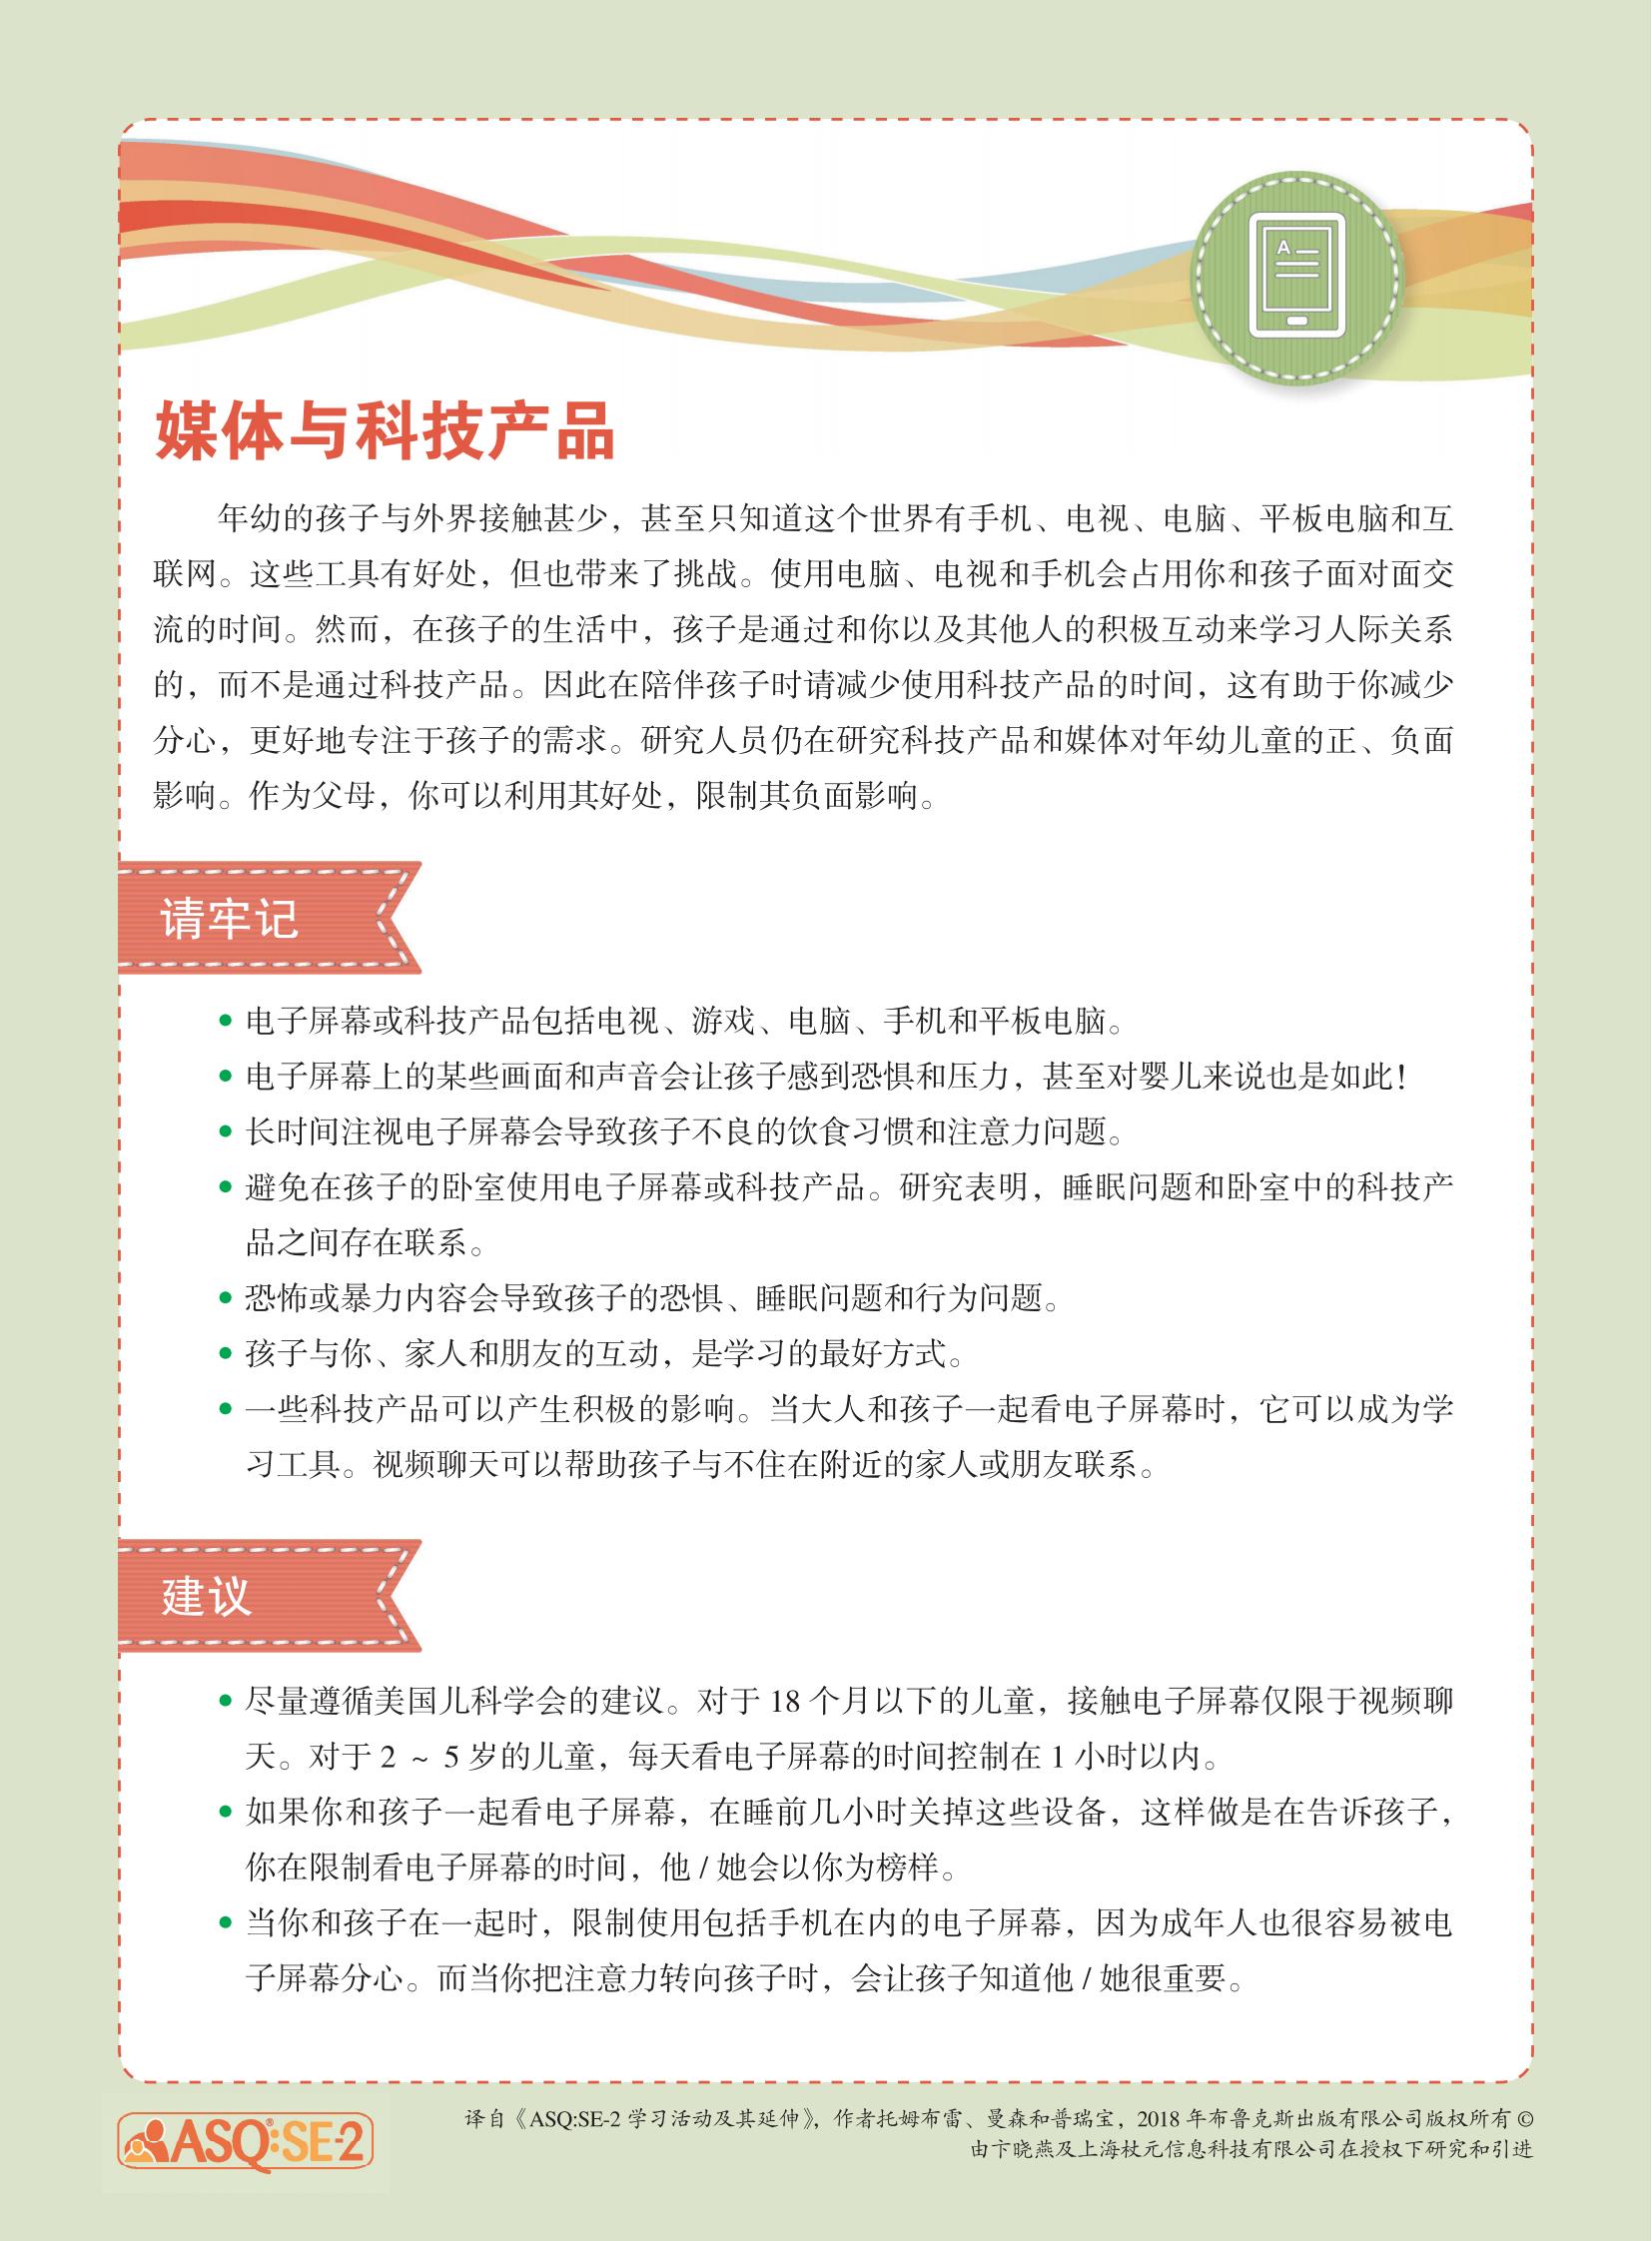 A
媒体与科技产品
年幼的孩子与外界接触甚少，甚至只知道这个世界有手机、电视、电脑、平板电脑和互
联网。这些工具有好处，但也带来了挑战。使用电脑、电视和手机会占用你和孩子面对面交
流的时间。然而，在孩子的生活中，孩子是通过和你以及其他人的积极互动来学习人际关系
的，而不是通过科技产品。因此在陪伴孩子时请减少使用科技产品的时间，这有助于你减少
分心，更好地专注于孩子的需求。研究人员仍在研究科技产品和媒体对年幼儿童的正、负面
影响。作为父母，你可以利用其好处，限制其负面影响。
请牢记
• 电子屏幕或科技产品包括电视、游戏、电脑、手机和平板电脑。
• 电子屏幕上的某些画面和声音会让孩子感到恐惧和压力，甚至对婴儿来说也是如此！
• 长时间注视电子屏幕会导致孩子不良的饮食习惯和注意力问题。
• 避免在孩子的卧室使用电子屏幕或科技产品。研究表明，睡眠问题和卧室中的科技产
品之间存在联系。
• 恐怖或暴力内容会导致孩子的恐惧、睡眠问题和行为问题。
• 孩子与你、家人和朋友的互动，是学习的最好方式。
• 一些科技产品可以产生积极的影响。当大人和孩子一起看电子屏幕时，它可以成为学
习工具。视频聊天可以帮助孩子与不住在附近的家人或朋友联系。
建议
• 尽量遵循美国儿科学会的建议。对于 18 个月以下的儿童，接触电子屏幕仅限于视频聊
天。对于 2 ~ 5 岁的儿童，每天看电子屏幕的时间控制在 1 小时以内。
• 如果你和孩子一起看电子屏幕，在睡前几小时关掉这些设备，这样做是在告诉孩子，
你在限制看电子屏幕的时间，他 / 她会以你为榜样。
• 当你和孩子在一起时，限制使用包括手机在内的电子屏幕，因为成年人也很容易被电
子屏幕分心。而当你把注意力转向孩子时，会让孩子知道他 / 她很重要。
ASQ:SE-2
译自《ASQ:SE-2 学习活动及其延伸》，作者托姆布雷、曼森和普瑞宝，2018 年布鲁克斯出版有限公司版权所有 ©
由卞晓燕及上海杖元信息科技有限公司在授权下研究和引进